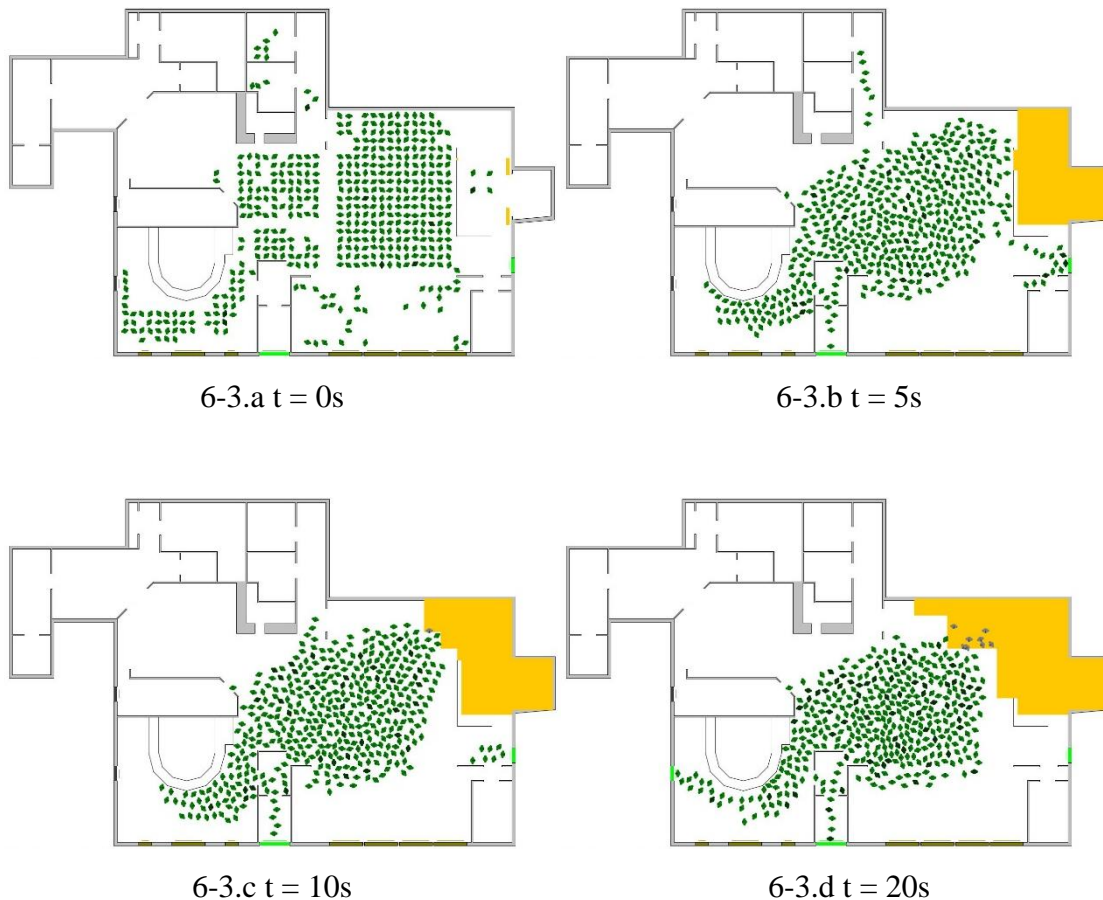 6-3.a t = 0s
6-3.b t = 5s
6-3.c t = 10s
6-3.d t = 20s